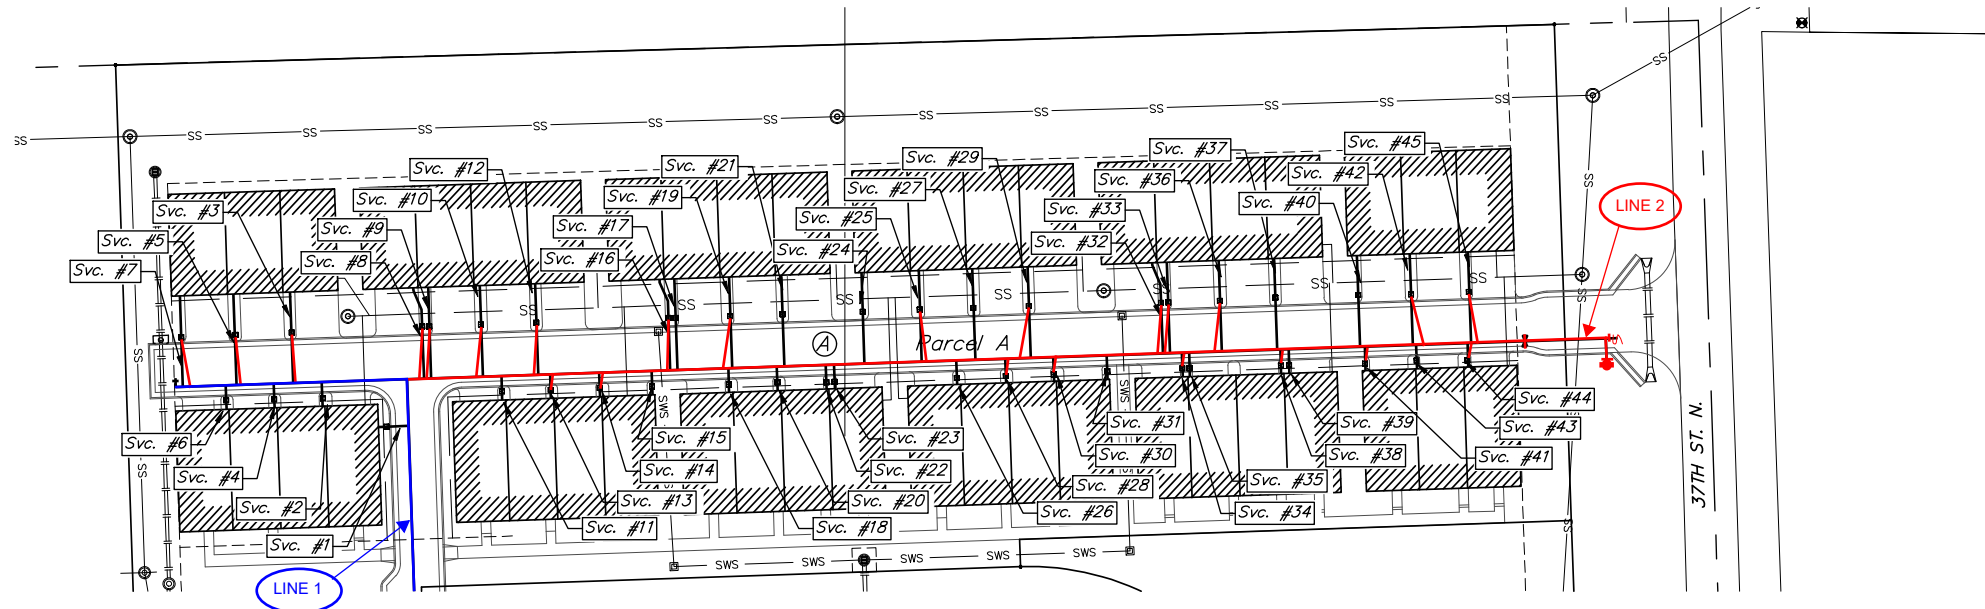 SS
SS SS SS SS SS SS SS SS SS SS SS SS
SS
Svc. #45
Svc. #37
Svc. #29
Svc. #21
Svc. #12
Svc. #42
Svc. #36
Svc. #27
Svc. #19
Svc. #10
Svc. #40
Svc. #33
Svc. #25
Svc. #17
Svc. #9
Svc. #3
LINE 2
Svc. #32
Svc. #24
Svc. #16
Svc. #8
Svc. #5
Svc. #7
SS SS SS SS SS SS
SS
SS
A
Parcel A
SS
SWS
SWS
37TH ST. N.
Svc. #44
Svc. #43
Svc. #41
Svc. #39
Svc. #38
Svc. #31
Svc. #30
Svc. #23
Svc. #22
Svc. #15
Svc. #14
Svc. #6
Svc. #4
Svc. #35
Svc. #28
Svc. #20
Svc. #13
Svc. #2
Svc. #34
Svc. #26
Svc. #18
Svc. #11
Svc. #1
SS
SS
SWS SWS SWS SWS SWS
LINE 1